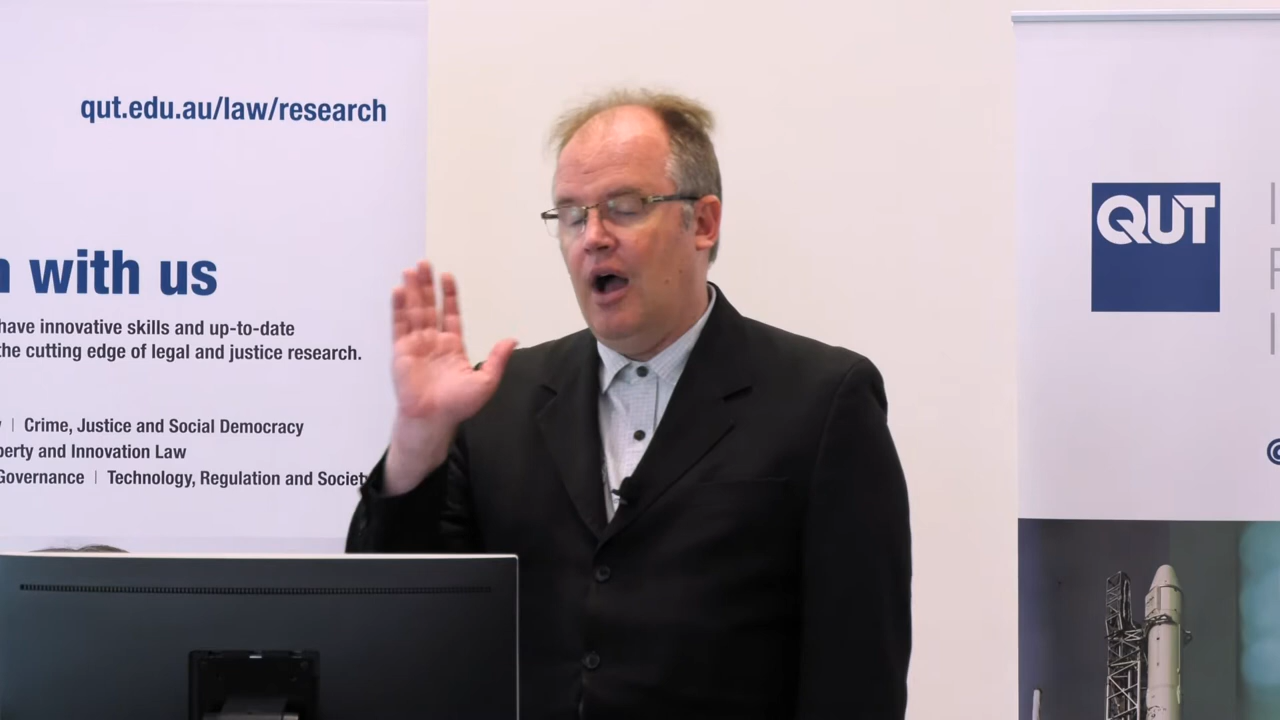 qut.edu.au/law/research
with us
have innovative skills and up-to-date
the cutting edge of legal and justice research.
| Crime, Justice and Social Democracy
and Innovation Law
Governance | Technology, Regulation and Societ
QUT